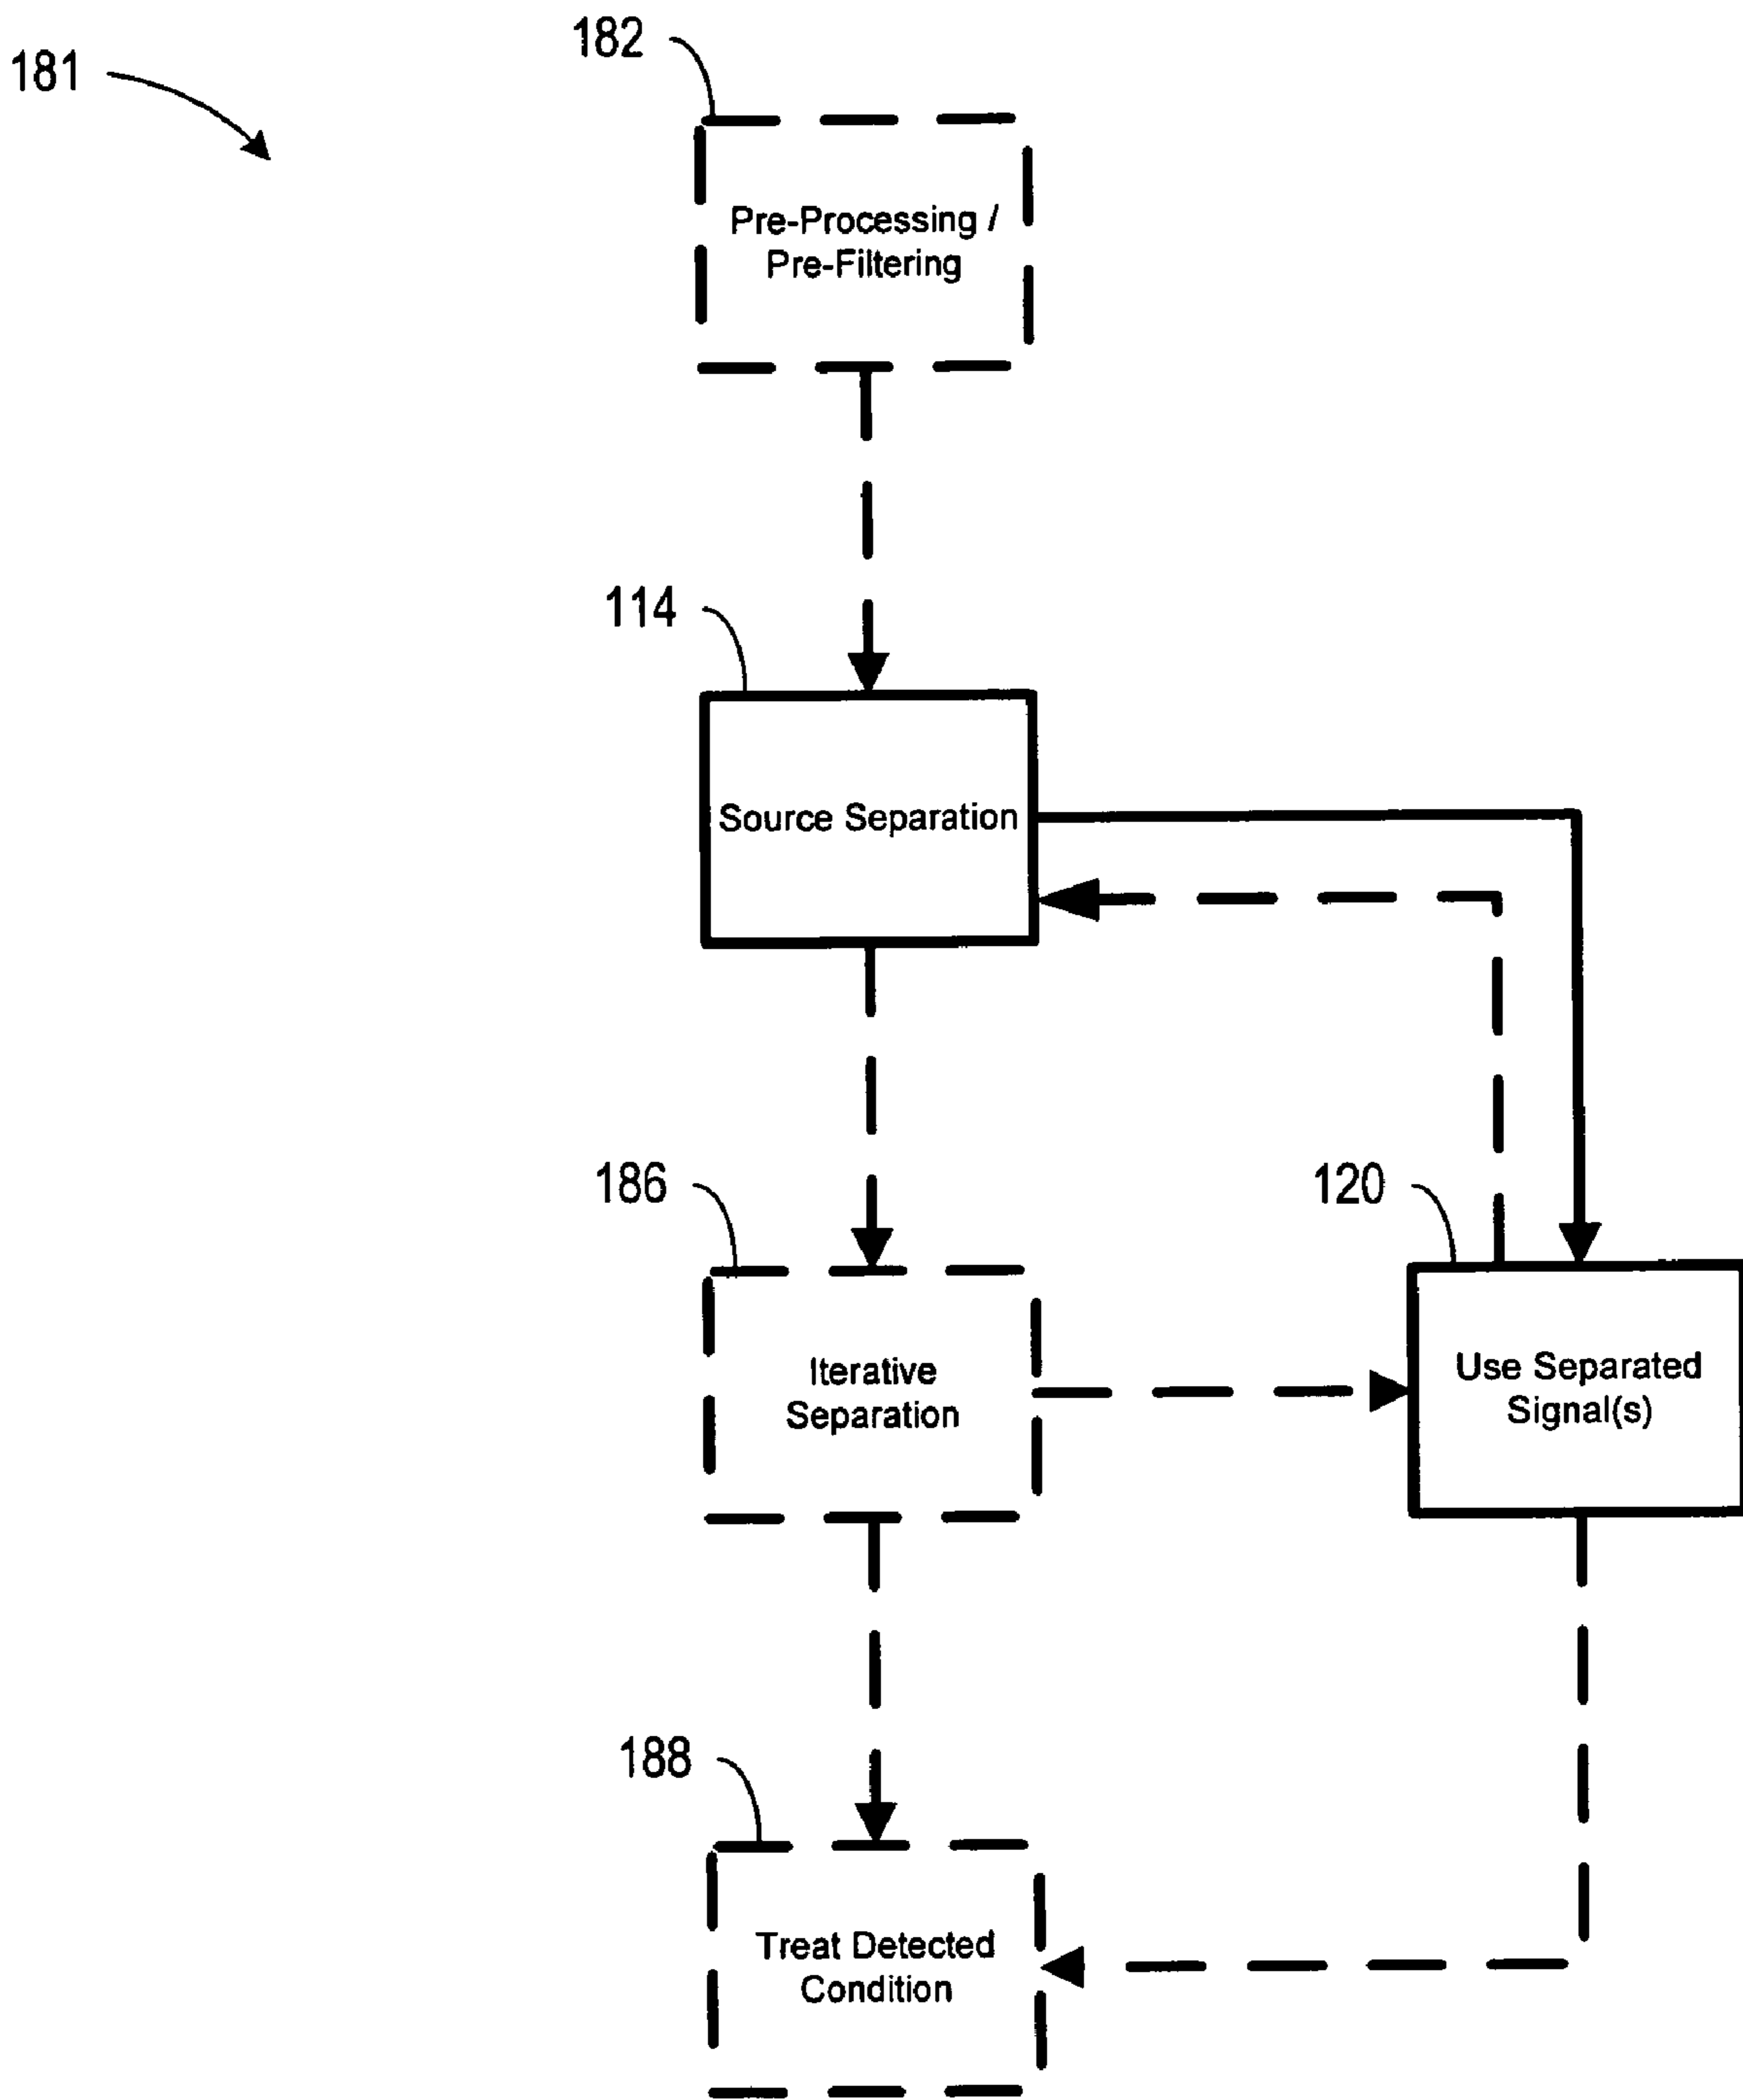 181
182
Pre-Processing /
Pre-Filtering
114
Source Separation
186
120
Iterative
Separation
Use Separated
Signal(s)
188
Treat Detected
Condition